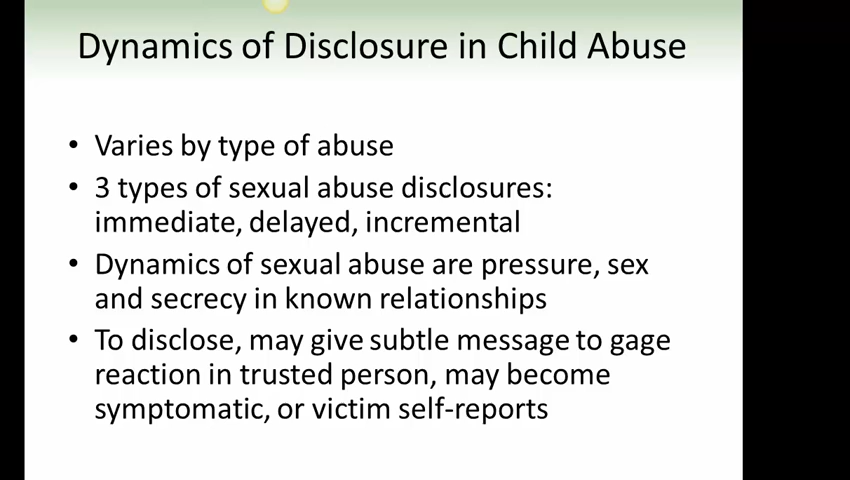 Dynamics of Disclosure in Child Abuse
• Varies by type of abuse
• 3 types of sexual abuse disclosures:
immediate, delayed, incremental
• Dynamics of sexual abuse are pressure, sex
and secrecy in known relationships
• To disclose, may give subtle message to gage
reaction in trusted person, may become
symptomatic, or victim self-reports